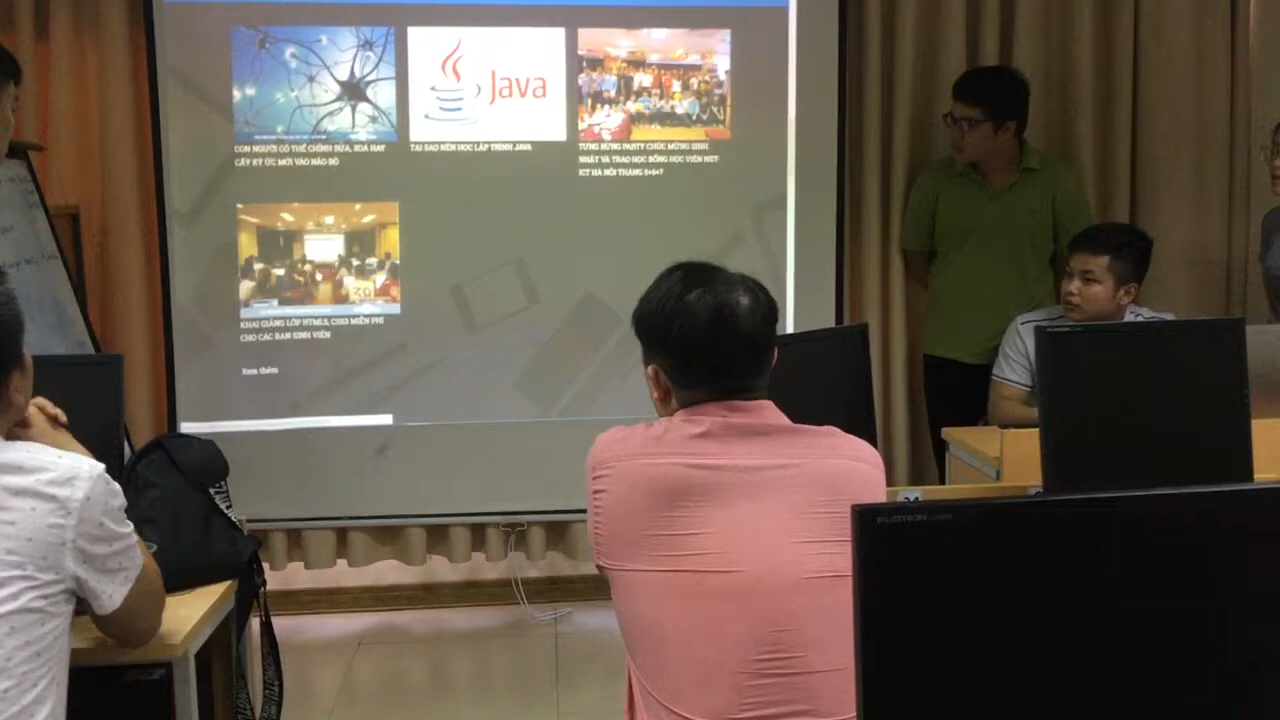 Java
CON NGƯỜI CÓ THỂ CHỈNH SỬA, XOÁ HAY
CẤY KÝ ỨC MỚI VÀO NÃO BỘ
TẠI SAO NÊN HỌC LẬP TRÌNH JAVA
TƯNG BỪNG PARTY CHÚC MỪNG SINH
NHẬT VÀ TRAO HỌC BỔNG HỌC VIÊN NIIT-
ICT HÀ NỘI THÁNG 5+6+7
KHAI GIẢNG LỚP HTML5, CSS3 MIỄN PHÍ
CHO CÁC BẠN SINH VIÊN
Xem thêm
FLATRON
FLATRON